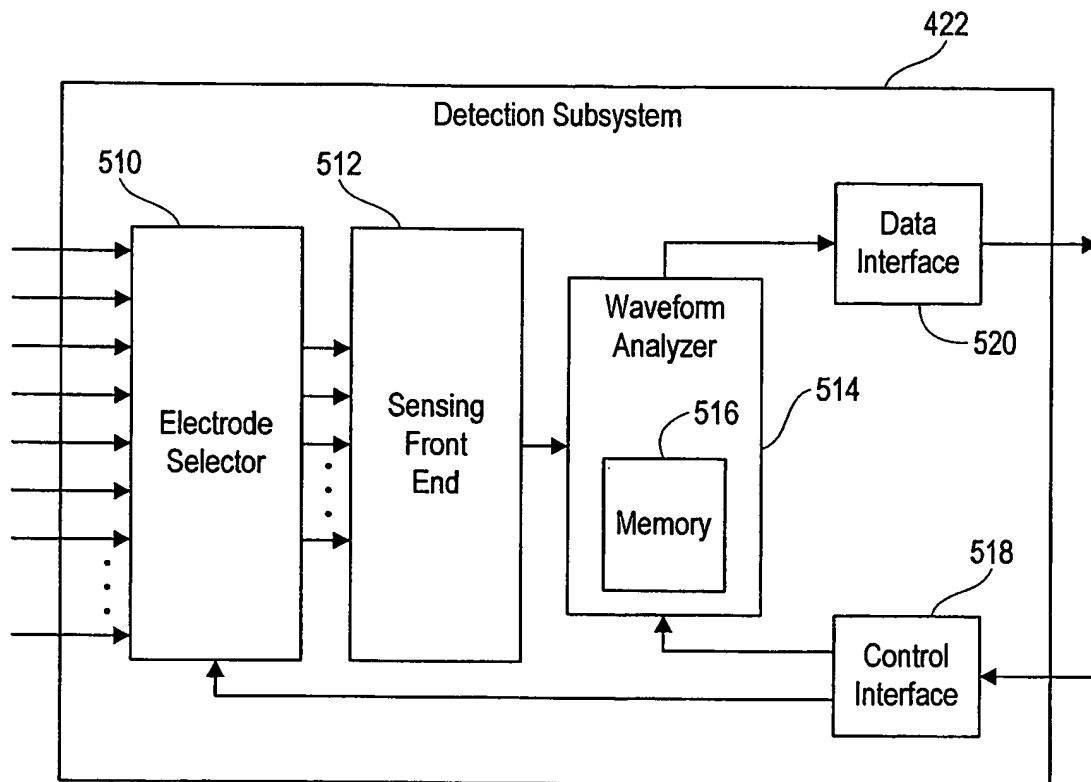 422
Detection Subsystem
510
512
Data
Interface
520
Waveform
Analyzer
514
516
Memory
Electrode
Selector
Sensing
Front
End
518
Control
Interface